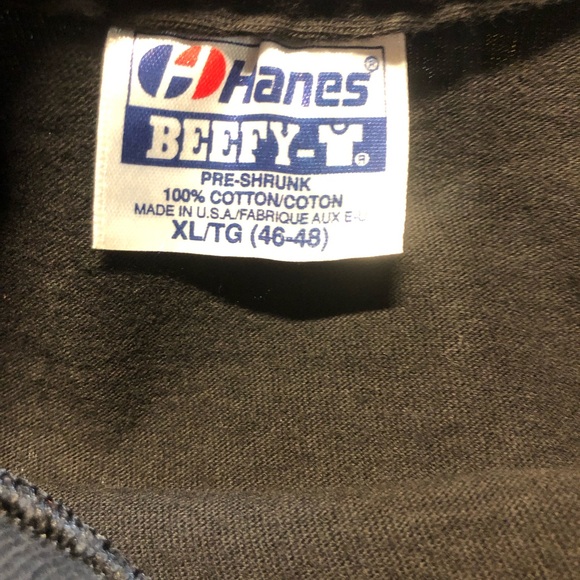 Hanes®
BEEFY-T®
PRE-SHRUNK
100% COTTON/COTON
MADE IN U.S.A./FABRIQUE AUX E-U
XL/TG (46-48)